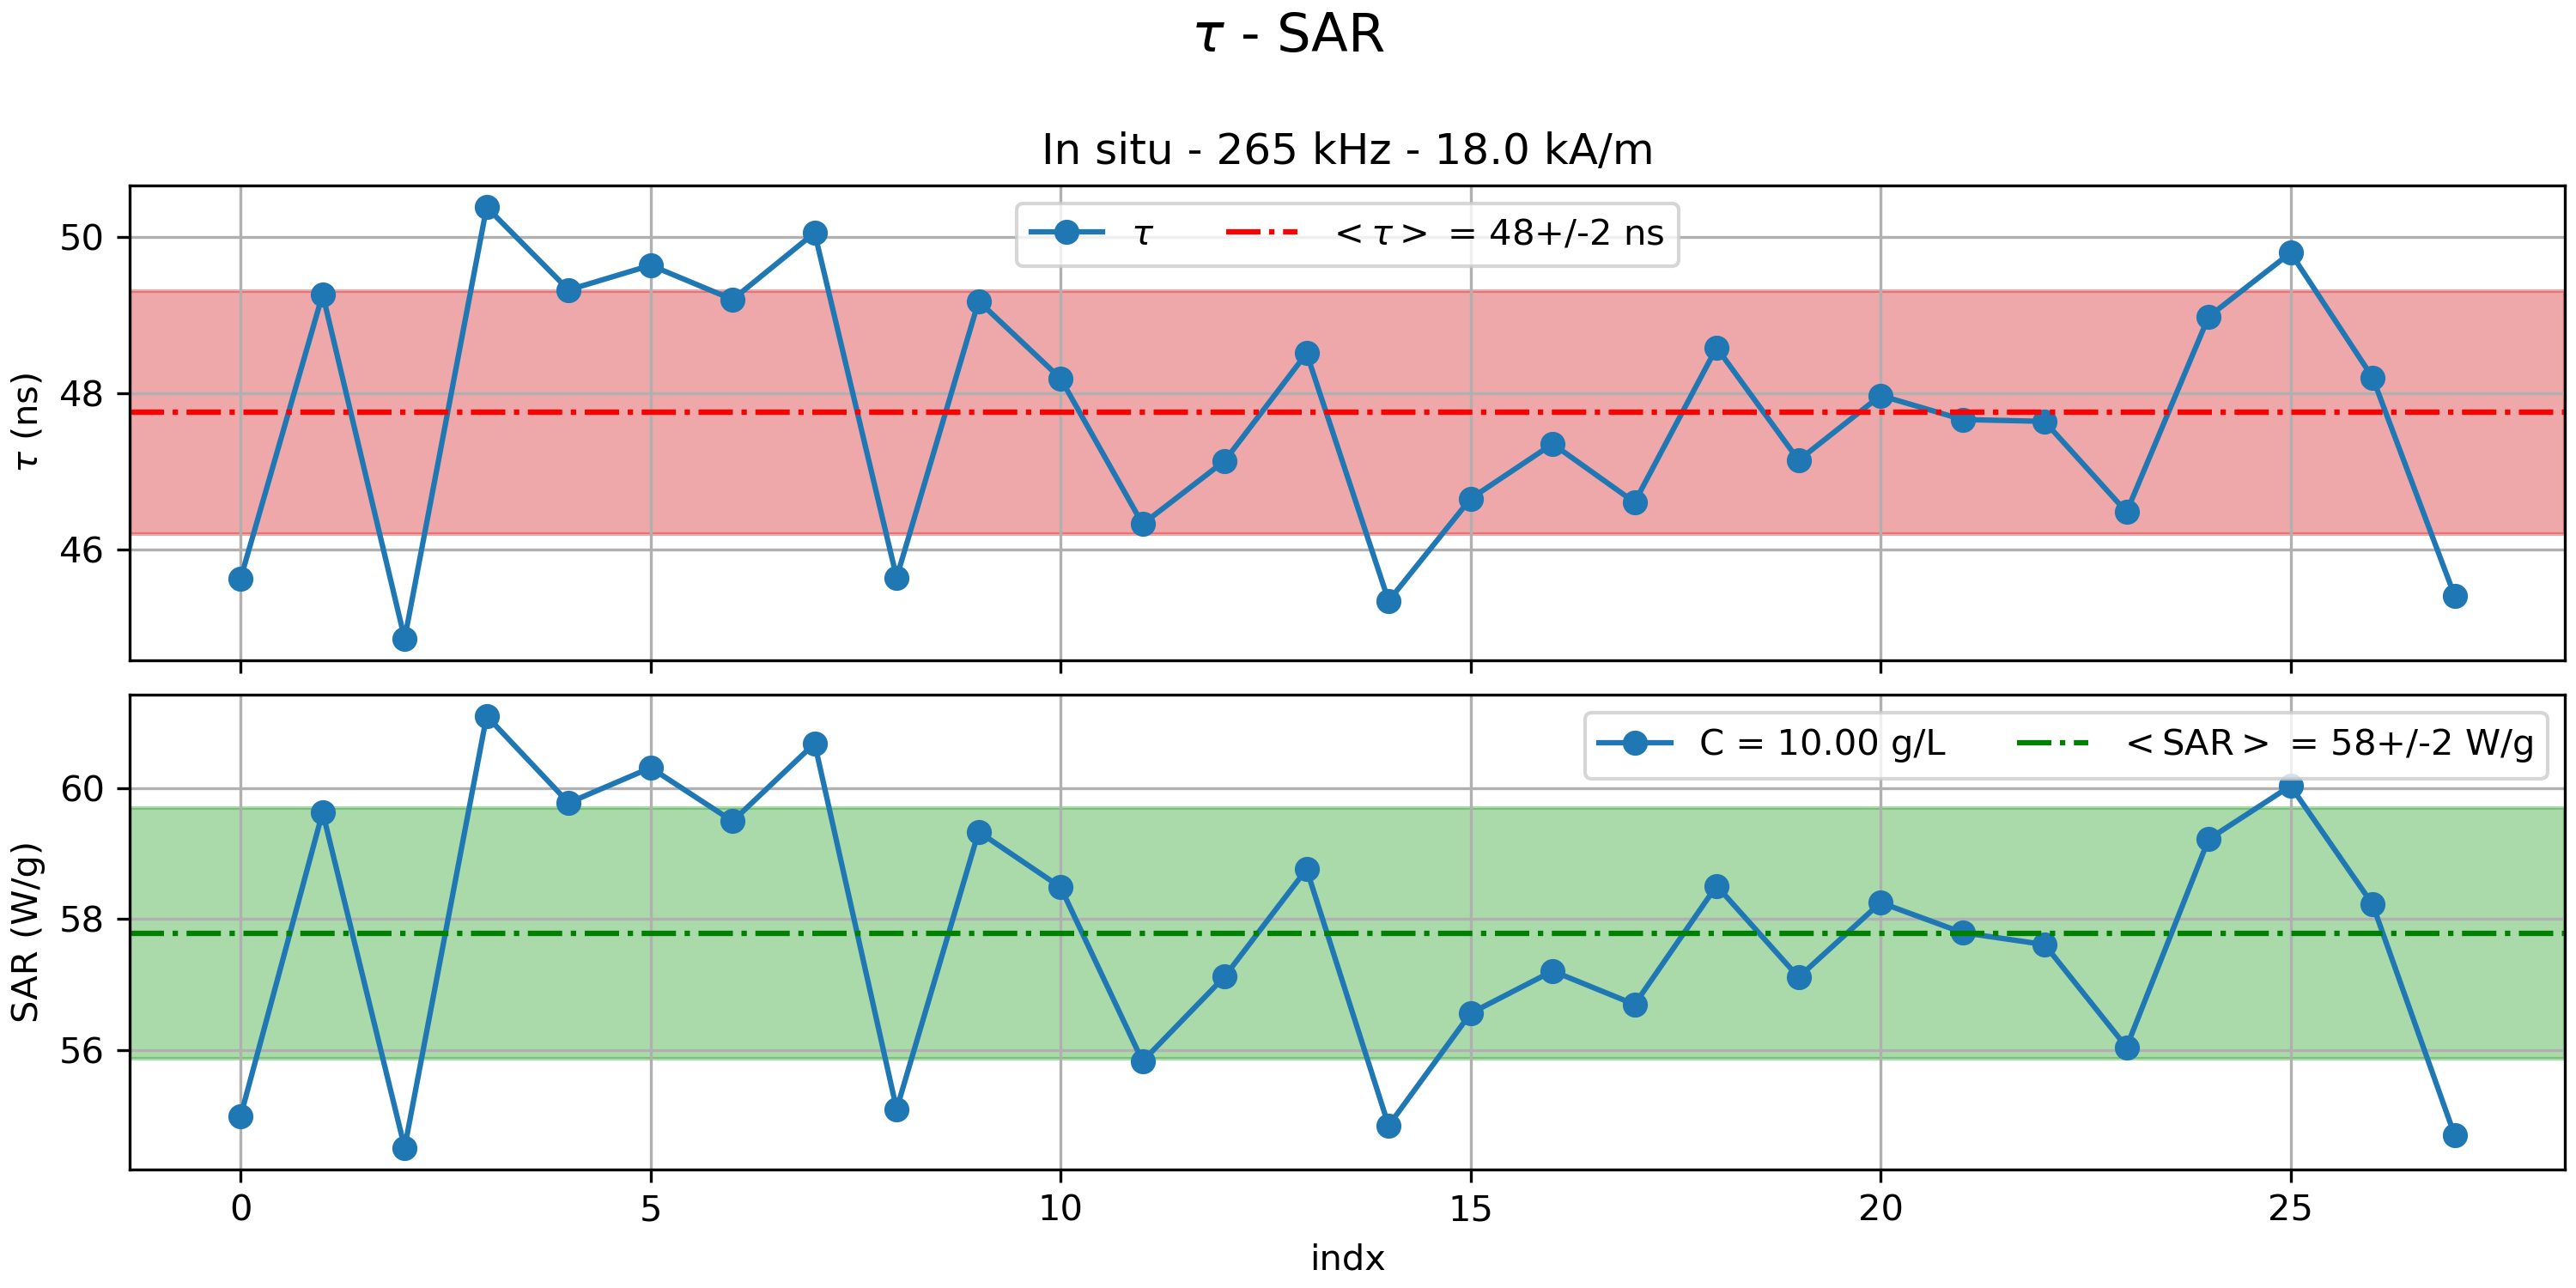 τ - SAR
In situ - 265 kHz - 18.0 kA/m
τ
< τ > = 48+/-2 ns
50
48
46
τ (ns)
C = 10.00 g/L
< SAR > = 58+/-2 W/g
60
58
56
SAR (W/g)
0 5 10 15 20 25
indx